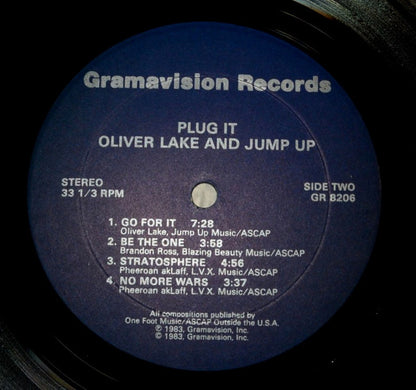 Gramavision Records
PLUG IT
OLIVER LAKE AND JUMP UP
STEREO
33 1/3 RPM
SIDE TWO
GR 8206
1. GO FOR IT 7:28
Oliver Lake, Jump Up Music/ASCAP
2. BE THE ONE 3:58
Brandon Ross, Blazing Beauty Music/ASCAP
3. STRATOSPHERE 4:56
Pheeroan akLaff, L.V.X. Music/ASCAP
4. NO MORE WARS 3:37
Pheeroan akLaff, L.V.X. Music/ASCAP
All compositions published by
One Foot Music/ASCAP Outside the U.S.A.
℗ 1983, Gramavision, Inc.
© 1983, Gramavision, Inc.